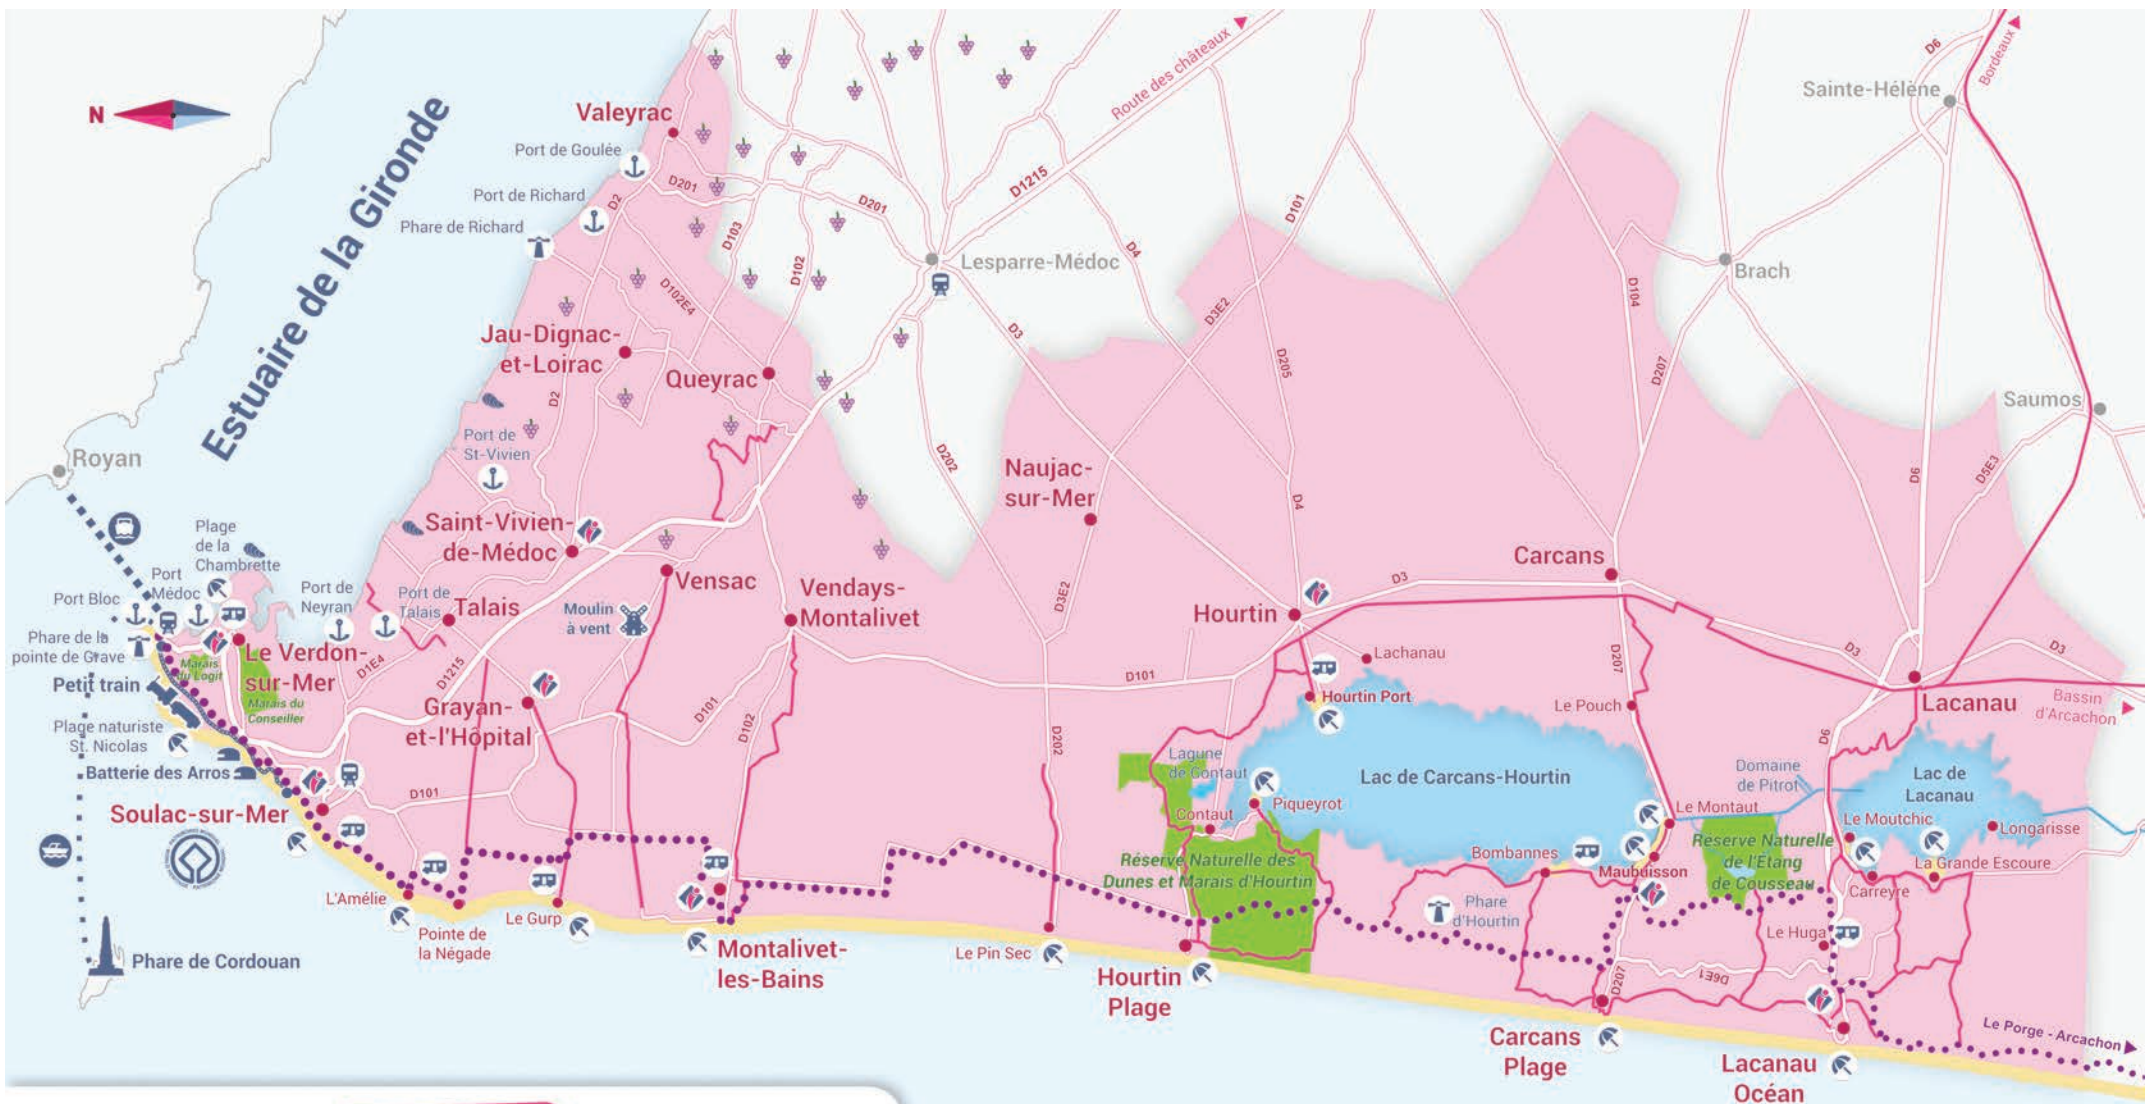 N
Estuaire de la Gironde
Royan
Valeyrac
Port de Goulée
Port de Richard
Phare de Richard
D201
D2
D201
D103
D102
D102E4
Route des châteaux
D1215
D101
D4
D6
Bordeaux
Sainte-Hélène
Lesparre-Médoc
Brach
Saumos
Jau-Dignac-
et-Loirac
Queyrac
D2
D3
D3E2
D205
D104
D207
D6
D5E3
D202
Port de
St-Vivien
Saint-Vivien-
de-Médoc
Naujac-
sur-Mer
D4
Carcans
D3
Plage
de la
Chambrette
Port
Médoc
Port Bloc
Port de
Neyran
Port de
Talais
Talais
Moulin
à vent
Vensac
Vendays-
Montalivet
D3E2
Hourtin
Lachanau
Phare de la
pointe de Grave
Marais
du Logit
Le Verdon-
sur-Mer
Marais du
Conseiller
D1E4
D1215
Petit train
Plage naturiste
St. Nicolas
Batterie des Arros
Grayan-
et-l'Hôpital
D101
D102
D101
D202
Hourtin Port
Le Pouch
D207
D3
D3
Lacanau
Bassin
d'Arcachon
D6
Soulac-sur-Mer
D101
Lagune
de Contaut
Contaut
Piqueyrot
Lac de Carcans-Hourtin
Domaine
de Pitrot
Le Montaut
Lac de
Lacanau
Le Moutchic
Longarisse
La Grande Escoure
Carreyre
Réserve Naturelle des
Dunes et Marais d'Hourtin
Bombannes
Maubuisson
Réserve Naturelle
de l'Etang
de Cousseau
Phare
d'Hourtin
Le Huga
L'Amélie
Pointe de
la Négade
Le Gurp
Montalivet-
les-Bains
Le Pin Sec
Hourtin
Plage
D207
D6E1
Phare de Cordouan
Carcans
Plage
Lacanau
Océan
Le Porge - Arcachon